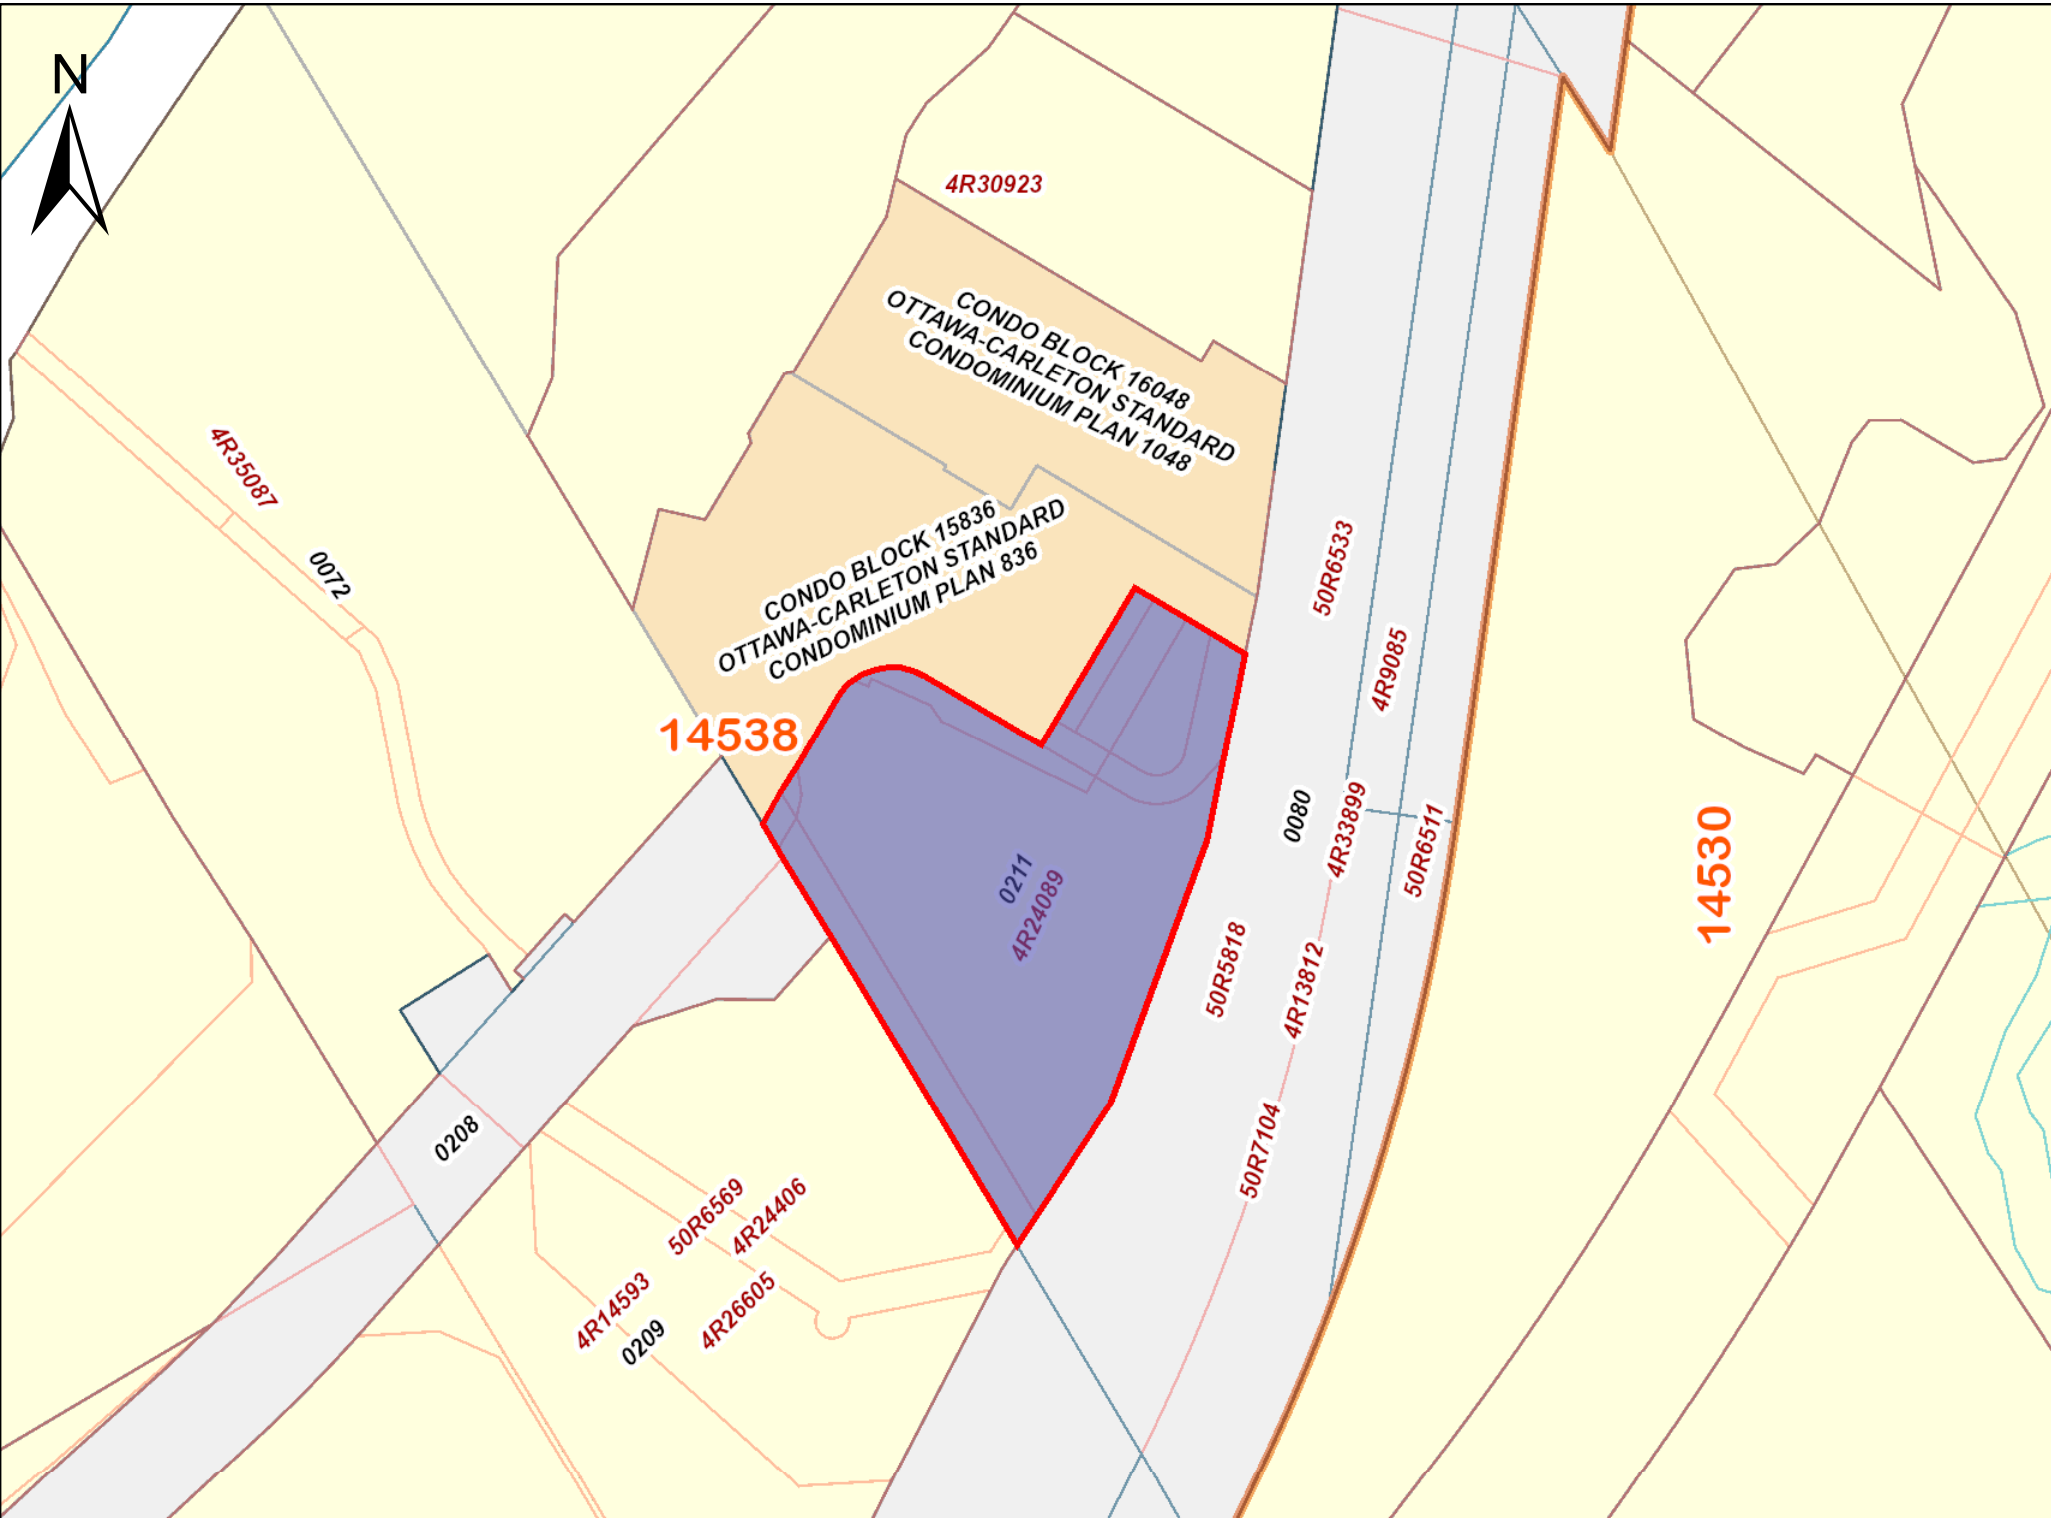 N
4R30923
CONDO BLOCK 16048
OTTAWA-CARLETON STANDARD
CONDOMINIUM PLAN 1048
4R35087
0072
CONDO BLOCK 15836
OTTAWA-CARLETON STANDARD
CONDOMINIUM PLAN 836
50R6533
4R9085
14538
0080
4R33899
50R6511
14530
0211
4R24089
50R5818
4R13812
0208
50R7104
50R6569
4R24406
4R14593
4R26605
0209